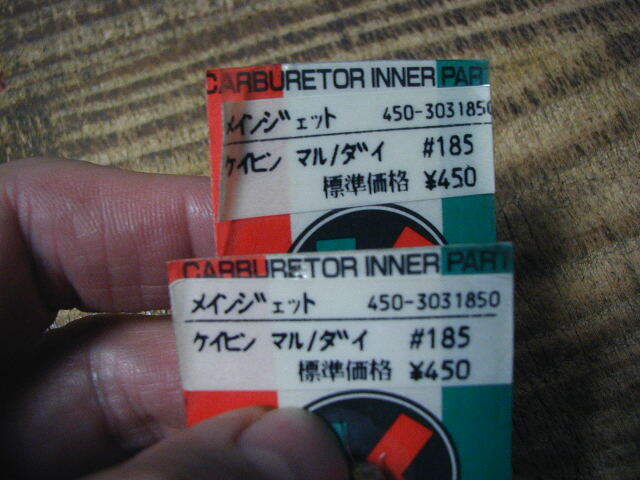 CARBURETOR INNER PART
メインジェット 450-3031850
ケイヒン マル/ダイ #185
標準価格 ¥450
CARBURETOR INNER PART
メインジェット 450-3031850
ケイヒン マル/ダイ #185
標準価格 ¥450